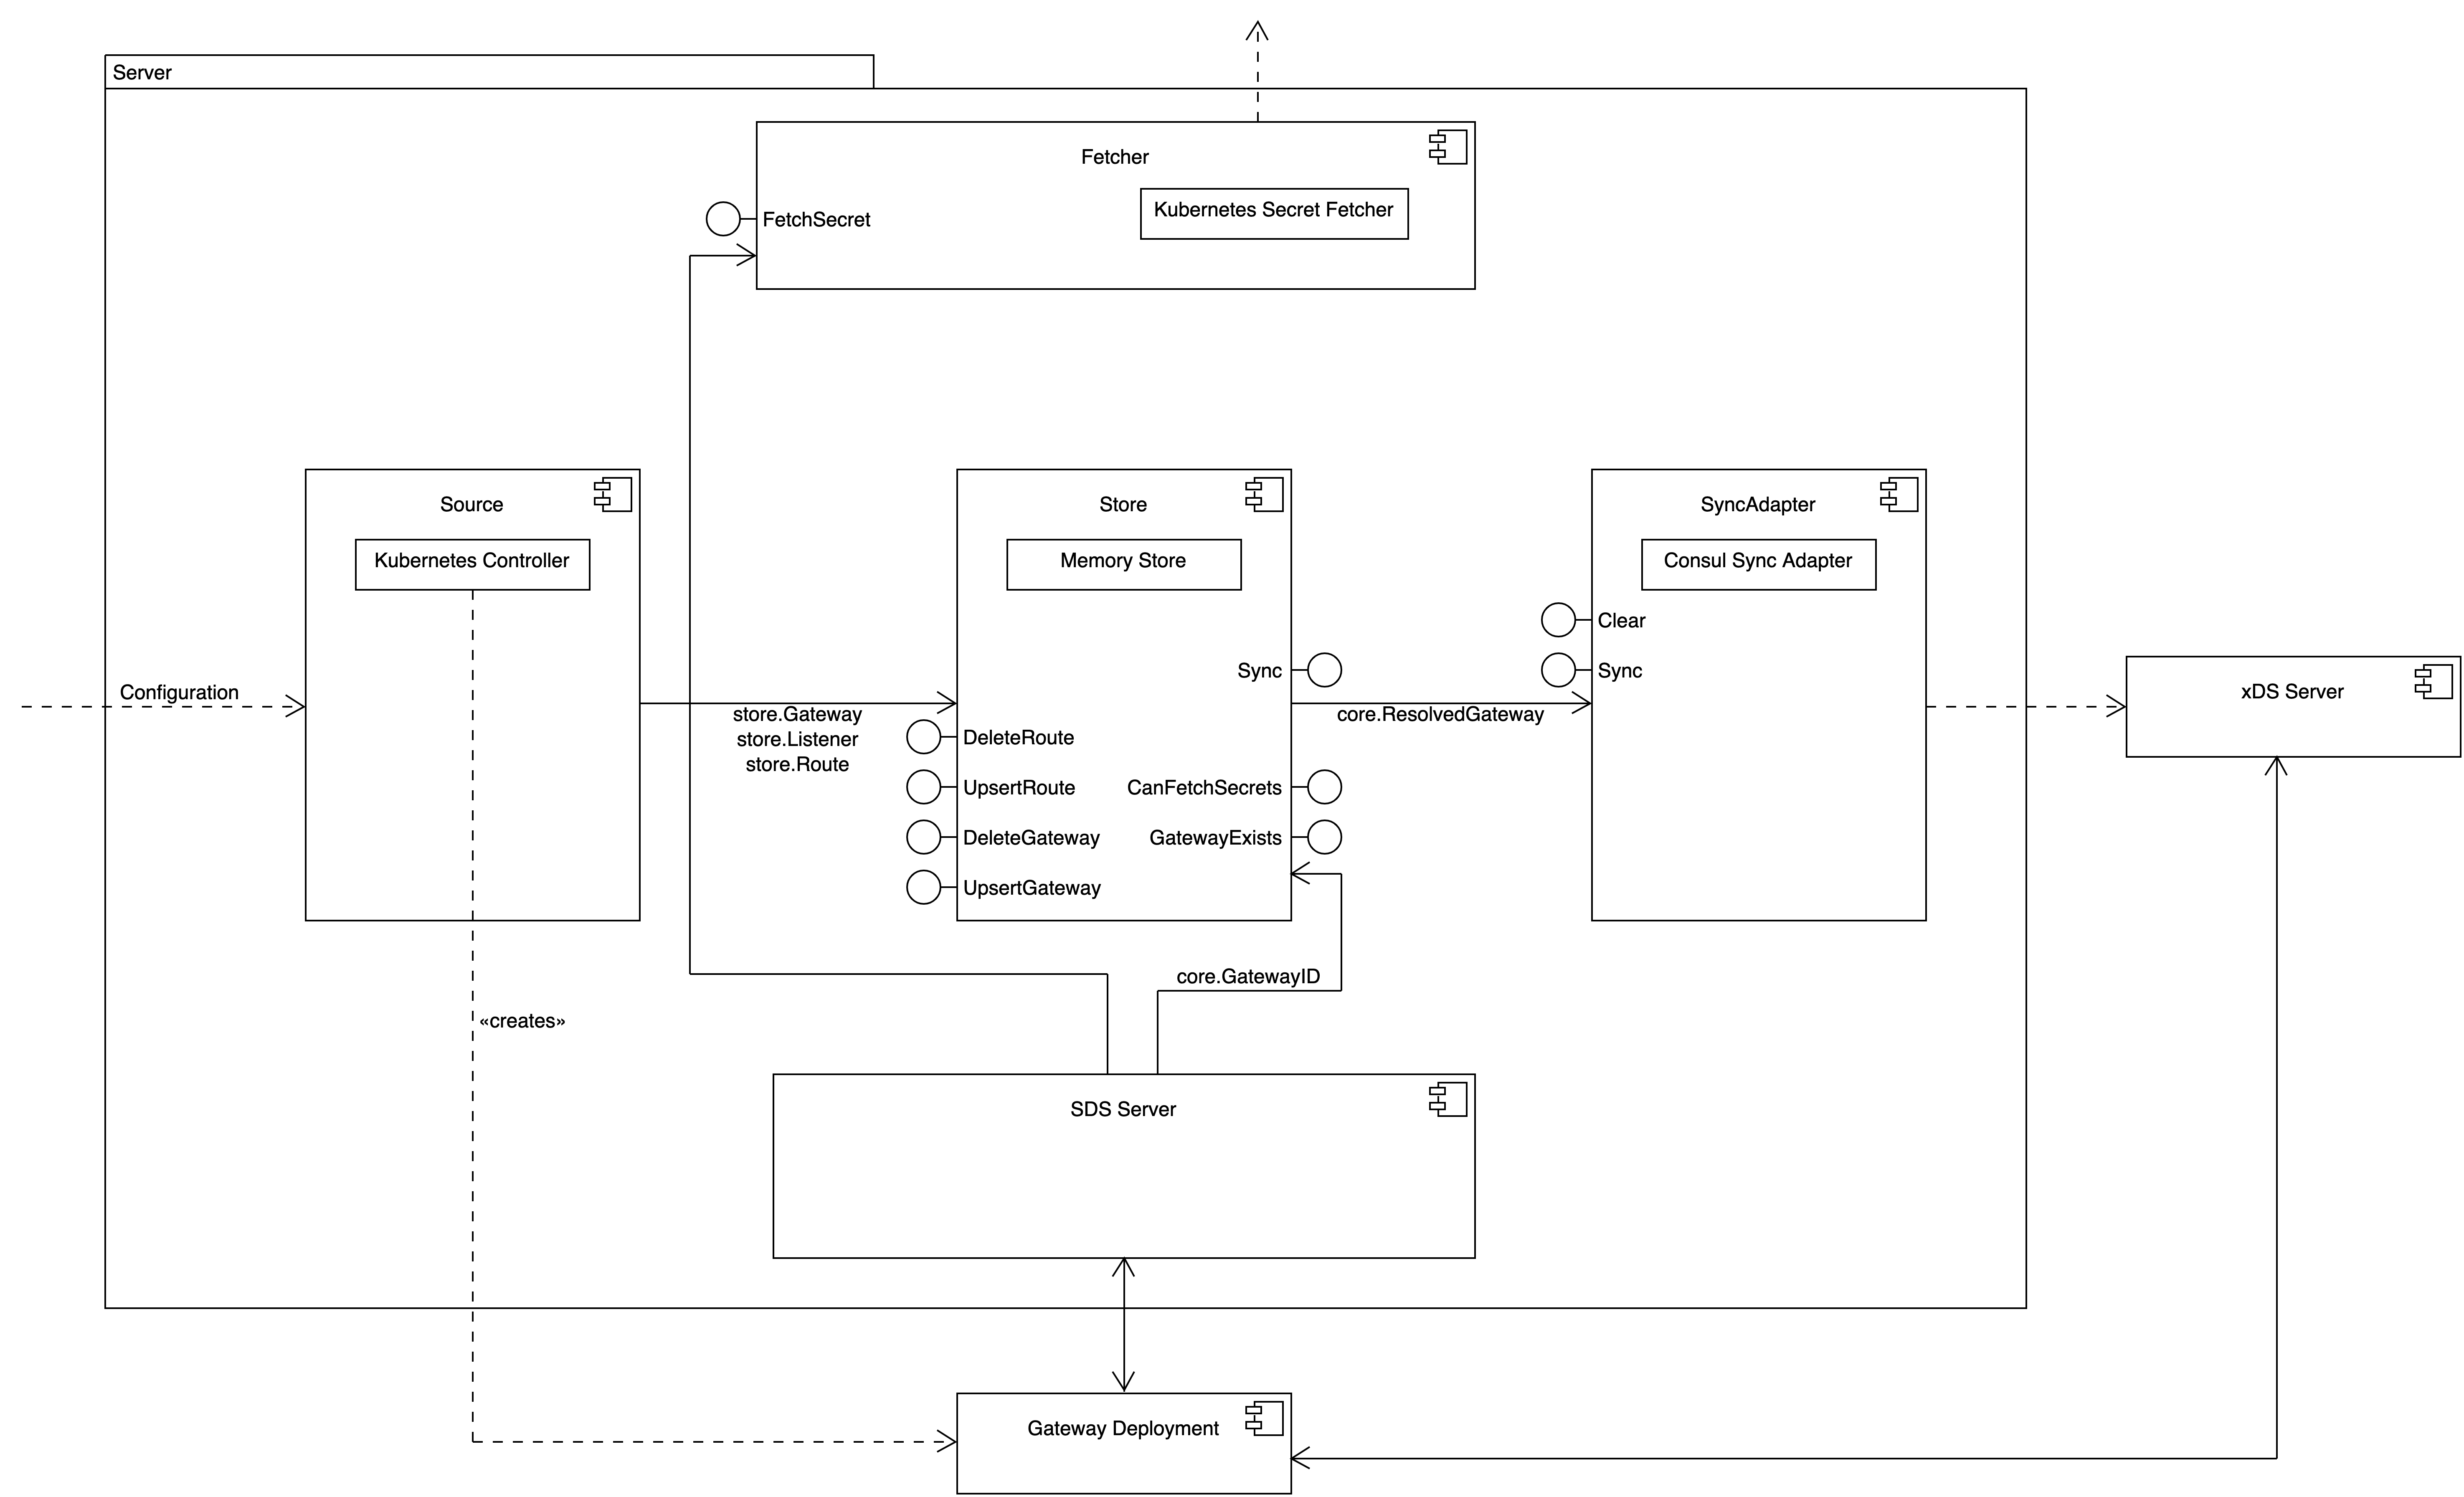 Server
Fetcher
Kubernetes Secret Fetcher
FetchSecret
Source
Kubernetes Controller
Store
Memory Store
SyncAdapter
Consul Sync Adapter
Clear
Sync
Sync
Configuration
xDS Server
store.Gateway
store.Listener
store.Route
core.ResolvedGateway
DeleteRoute
UpsertRoute
DeleteGateway
UpsertGateway
CanFetchSecrets
GatewayExists
core.GatewayID
«creates»
SDS Server
Gateway Deployment